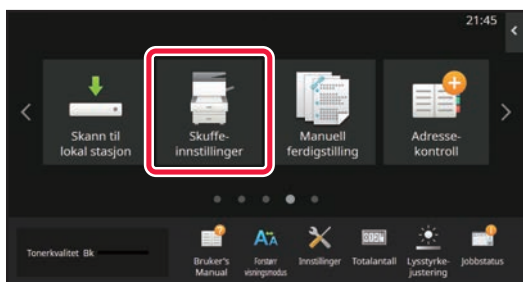 21:45
Skann til
lokal stasjon
Skuffe-
innstillinger
Manuell
ferdigstilling
Adresse-
kontroll
Tonerkvalitet Bk
Bruker's
Manual
Forstørr
visningsmodus
Innstillinger
Totalantall
Lysstyrke-
justering
Jobbstatus